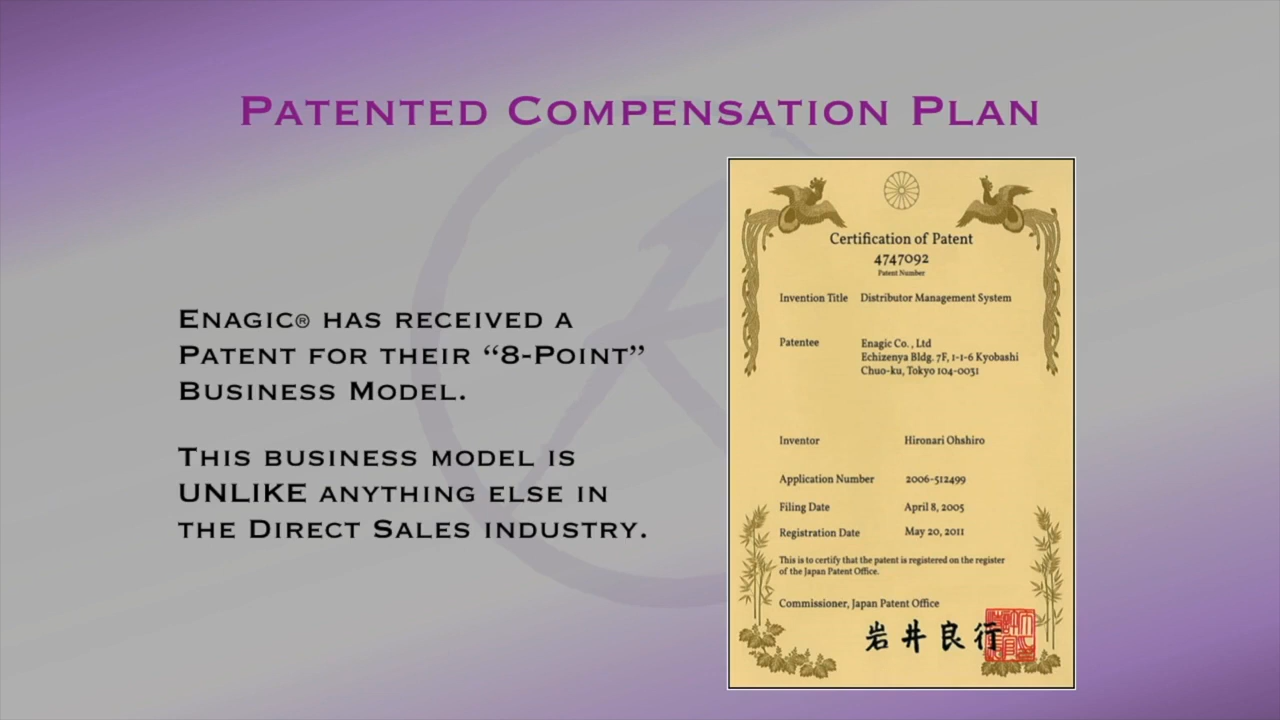 Patented Compensation Plan
Enagic® has received a
Patent for their “8-Point”
Business Model.
This business model is
UNLIKE anything else in
the Direct Sales industry.
Certification of Patent
4747092
Patent Number
Invention Title Distributor Management System
Patentee Enagic Co. , Ltd
Echizenya Bldg. 7F, 1-1-6 Kyobashi
Chuo-ku, Tokyo 104-0031
Inventor Hironari Ohshiro
Application Number 2006-512499
Filing Date April 8, 2005
Registration Date May 20, 2011
This is to certify that the patent is registered on the register
of the Japan Patent Office.
Commissioner, Japan Patent Office
岩井良行